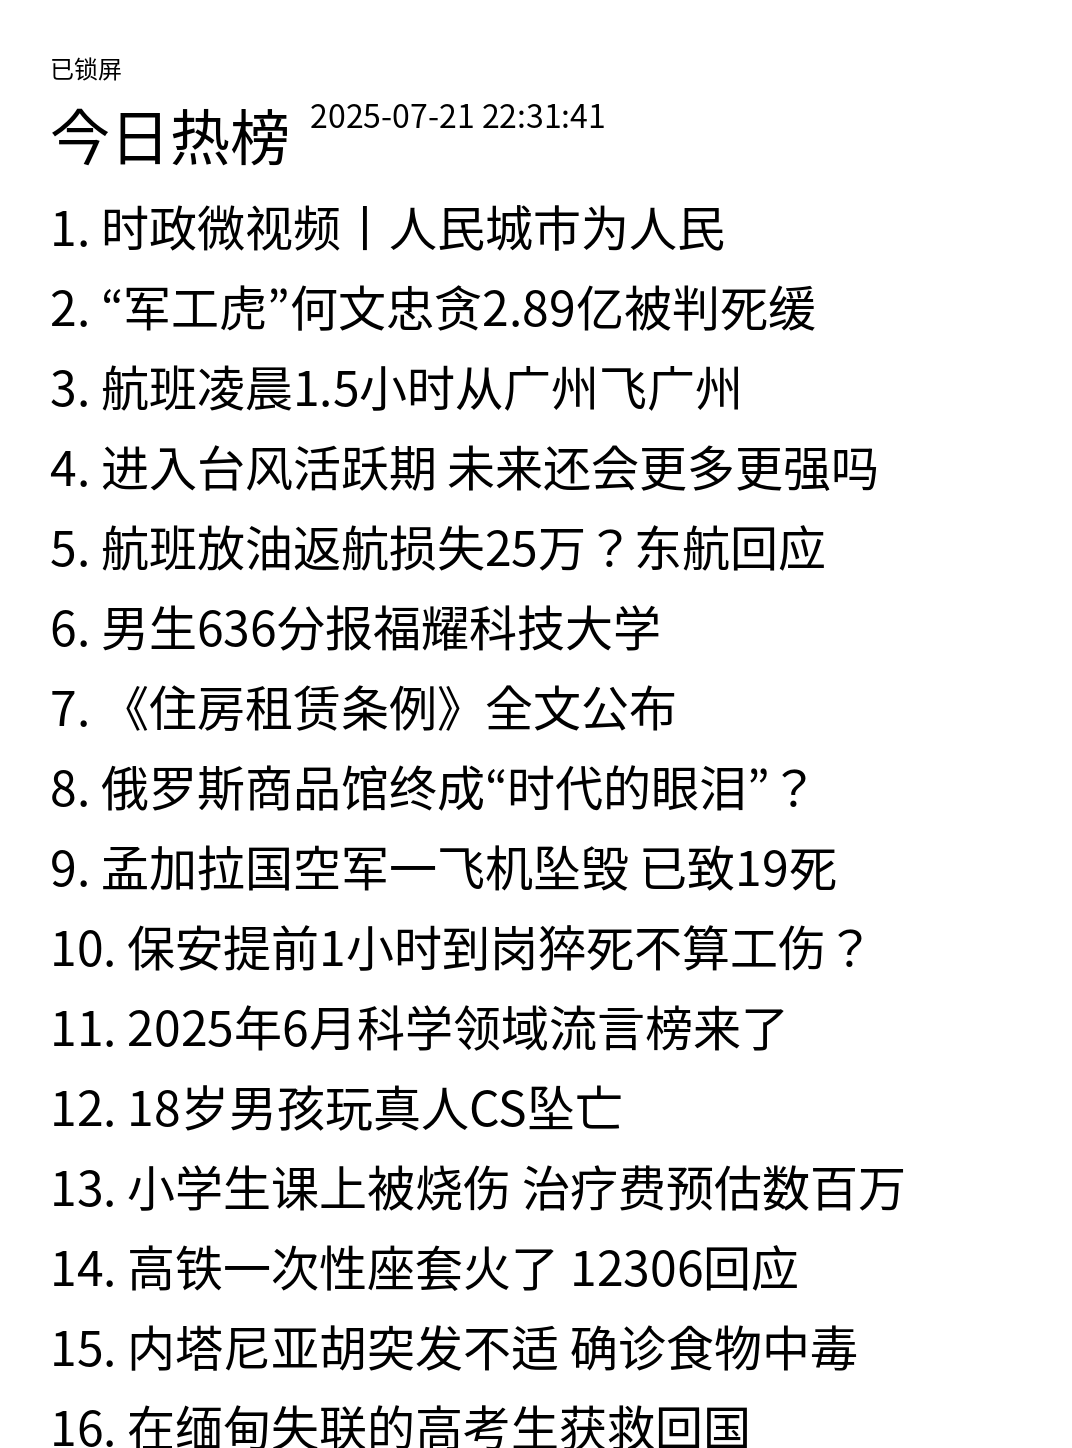 已锁屏
今日热榜 2025-07-21 22:31:41
1. 时政微视频丨人民城市为人民
2. “军工虎”何文忠贪2.89亿被判死缓
3. 航班凌晨1.5小时从广州飞广州
4. 进入台风活跃期 未来还会更多更强吗
5. 航班放油返航损失25万？东航回应
6. 男生636分报福耀科技大学
7. 《住房租赁条例》全文公布
8. 俄罗斯商品馆终成“时代的眼泪”？
9. 孟加拉国空军一飞机坠毁 已致19死
10. 保安提前1小时到岗猝死不算工伤？
11. 2025年6月科学领域流言榜来了
12. 18岁男孩玩真人CS坠亡
13. 小学生课上被烧伤 治疗费预估数百万
14. 高铁一次性座套火了 12306回应
15. 内塔尼亚胡突发不适 确诊食物中毒
16. 在缅甸失联的高考生获救回国